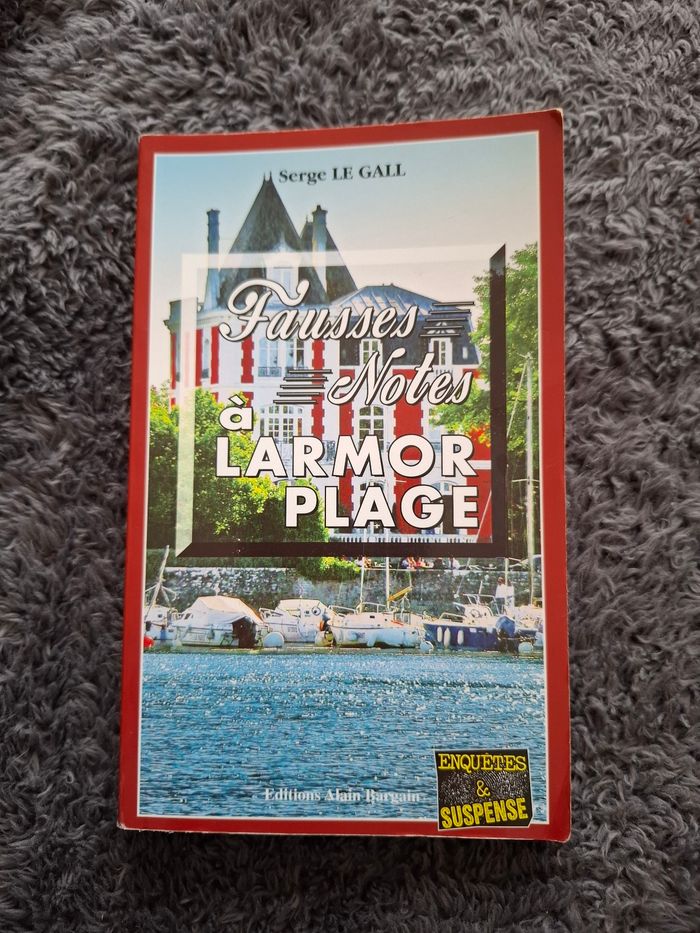 Serge LE GALL
Fausses
Notes
à
LARMOR
PLAGE
Editions Alain Bargain
ENQUÊTES
&
SUSPENSE